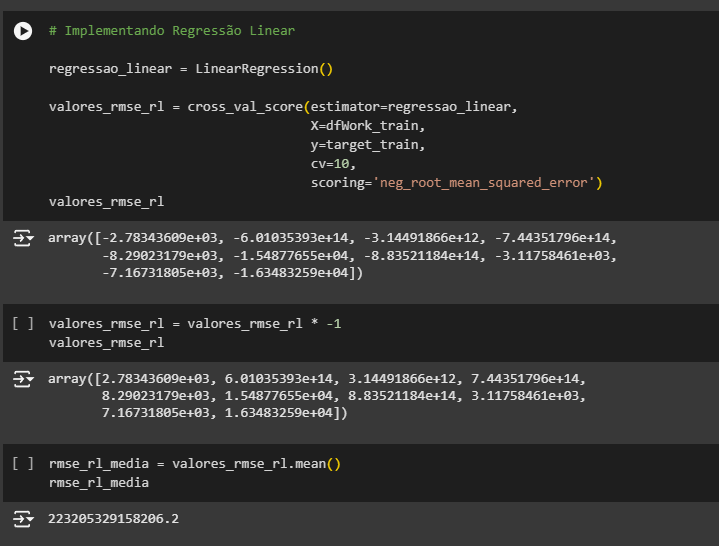 # Implementando Regressão Linear
regressao_linear = LinearRegression()
valores_rmse_rl = cross_val_score(estimator=regressao_linear,
X=dfWork_train,
y=target_train,
cv=10,
scoring='neg_root_mean_squared_error')
valores_rmse_rl
array([-2.78343609e+03, -6.01035393e+14, -3.14491866e+12, -7.44351796e+14,
-8.29023179e+03, -1.54877655e+04, -8.83521184e+14, -3.11758461e+03,
-7.16731805e+03, -1.63483259e+04])
[ ] valores_rmse_rl = valores_rmse_rl * -1
valores_rmse_rl
array([2.78343609e+03, 6.01035393e+14, 3.14491866e+12, 7.44351796e+14,
8.29023179e+03, 1.54877655e+04, 8.83521184e+14, 3.11758461e+03,
7.16731805e+03, 1.63483259e+04])
[ ] rmse_rl_media = valores_rmse_rl.mean()
rmse_rl_media
223205329158206.2